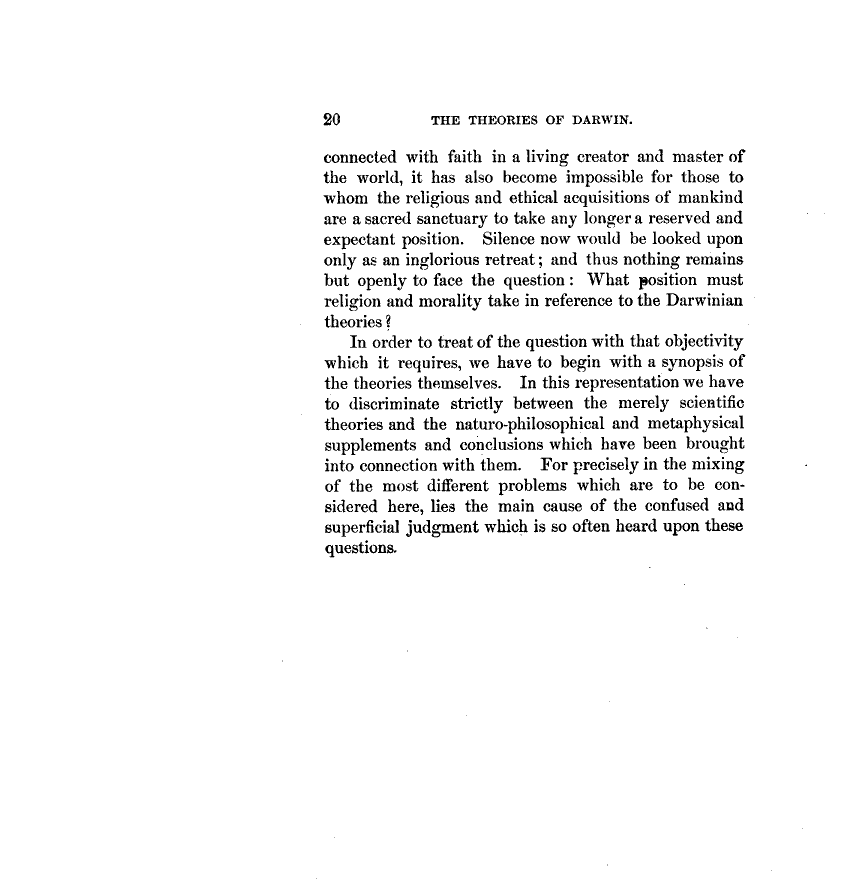 20 THE THEORIES OF DARWIN.
connected with faith in a living creator and master of
the world, it has also become impossible for those to
whom the religious and ethical acquisitions of mankind
are a sacred sanctuary to take any longer a reserved and
expectant position. Silence now would be looked upon
only as an inglorious retreat; and thus nothing remains
but openly to face the question: What position must
religion and morality take in reference to the Darwinian
theories?
In order to treat of the question with that objectivity
which it requires, we have to begin with a synopsis of
the theories themselves. In this representation we have
to discriminate strictly between the merely scientific
theories and the naturo-philosophical and metaphysical
supplements and conclusions which have been brought
into connection with them. For precisely in the mixing
of the most different problems which are to be con-
sidered here, lies the main cause of the confused and
superficial judgment which is so often heard upon these
questions.